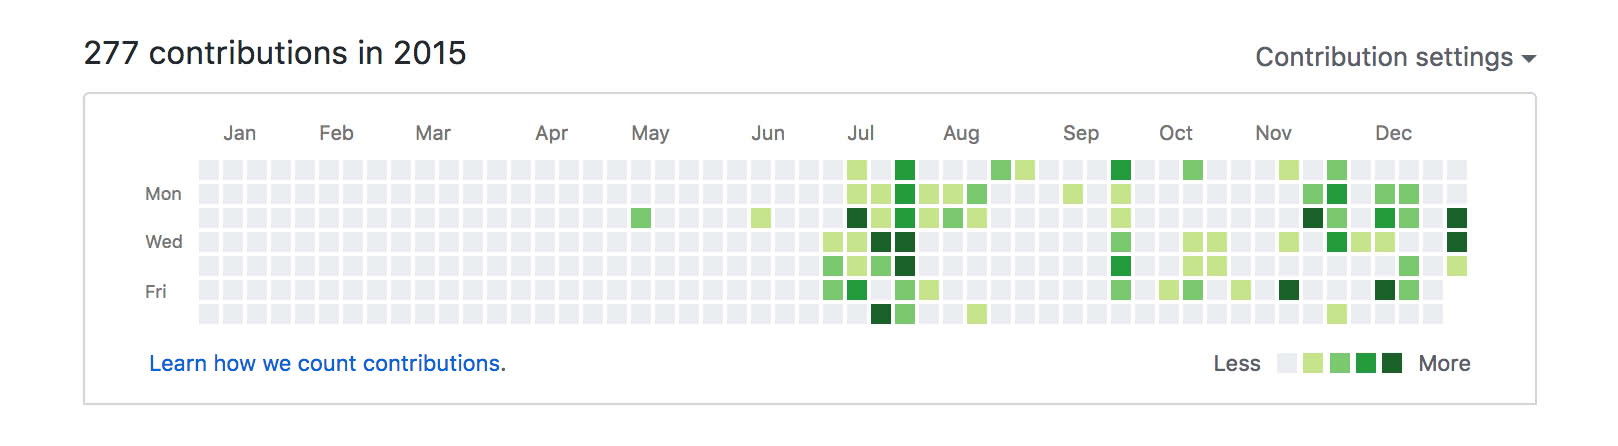 277 contributions in 2015
Contribution settings
Jan Feb Mar Apr May Jun Jul Aug Sep Oct Nov Dec
Mon
Wed
Fri
Learn how we count contributions.
Less More